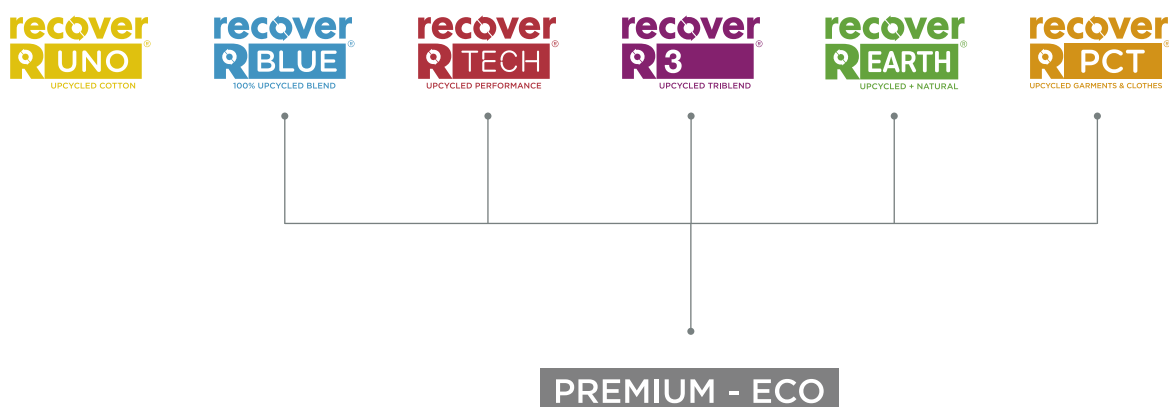 recover®
R UNO
UPCYCLED COTTON
recover®
R BLUE
100% UPCYCLED BLEND
recover®
R TECH
UPCYCLED PERFORMANCE
recover®
R 3
UPCYCLED TRIBLEND
recover®
R EARTH
UPCYCLED + NATURAL
recover®
R PCT
UPCYCLED GARMENTS & CLOTHES
PREMIUM - ECO